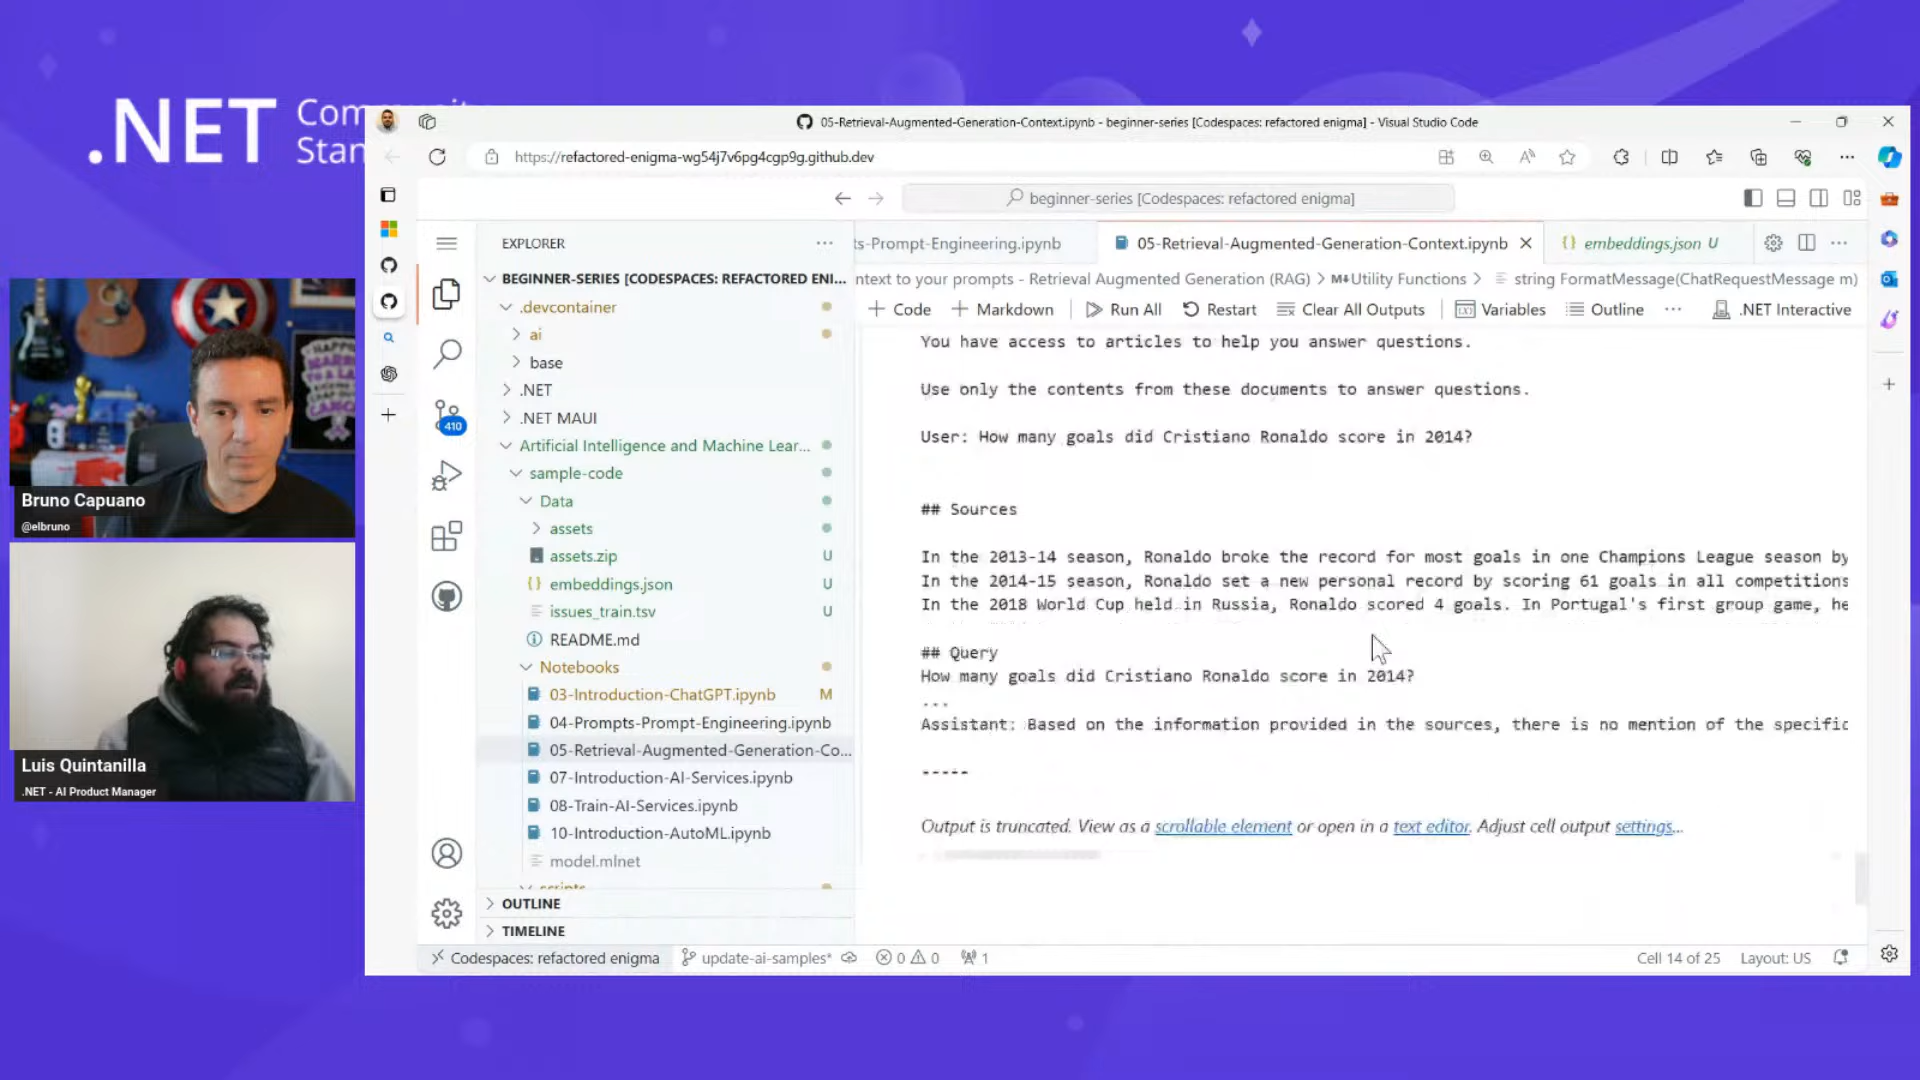 .NET Community
Stan
05-Retrieval-Augmented-Generation-Context.ipynb - beginner-series [Codespaces: refactored enigma] - Visual Studio Code
https://refactored-enigma-wg54j7v6pg4cgp9g.github.dev
beginner-series [Codespaces: refactored enigma]
EXPLORER
ts-Prompt-Engineering.ipynb
05-Retrieval-Augmented-Generation-Context.ipynb
{} embeddings.json U
BEGINNER-SERIES [CODESPACES: REFACTORED ENI...
ntext to your prompts - Retrieval Augmented Generation (RAG) > M↓Utility Functions > string FormatMessage(ChatRequestMessage m)
+ Code + Markdown Run All Restart Clear All Outputs Variables Outline ... .NET Interactive
.devcontainer
ai
base
.NET
.NET MAUI
Artificial Intelligence and Machine Lear...
sample-code
Data
assets
assets.zip U
{} embeddings.json U
issues_train.tsv U
README.md
Notebooks
03-Introduction-ChatGPT.ipynb M
04-Prompts-Prompt-Engineering.ipynb
05-Retrieval-Augmented-Generation-Co...
07-Introduction-AI-Services.ipynb
08-Train-AI-Services.ipynb
10-Introduction-AutoML.ipynb
model.mlnet
scripts
OUTLINE
TIMELINE
410
You have access to articles to help you answer questions.
Use only the contents from these documents to answer questions.
User: How many goals did Cristiano Ronaldo score in 2014?
## Sources
In the 2013-14 season, Ronaldo broke the record for most goals in one Champions League season by
In the 2014-15 season, Ronaldo set a new personal record by scoring 61 goals in all competitions
In the 2018 World Cup held in Russia, Ronaldo scored 4 goals. In Portugal's first group game, he
## Query
How many goals did Cristiano Ronaldo score in 2014?
...
Assistant: Based on the information provided in the sources, there is no mention of the specific
-----
Output is truncated. View as a scrollable element or open in a text editor. Adjust cell output settings...
Codespaces: refactored enigma update-ai-samples* 0 0 1
Cell 14 of 25 Layout: US
Bruno Capuano
@elbruno
Luis Quintanilla
.NET - AI Product Manager